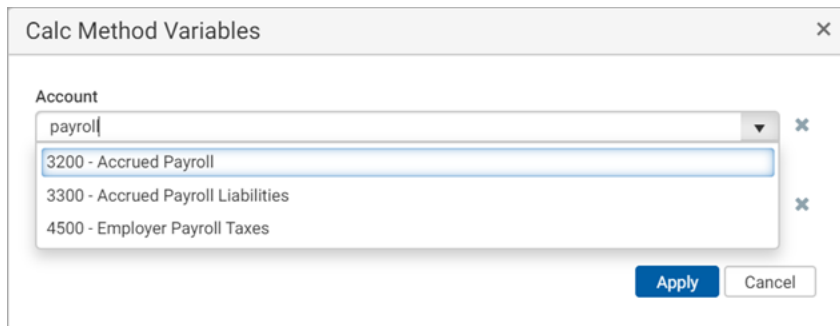 Calc Method Variables
Account
payroll
3200 - Accrued Payroll
3300 - Accrued Payroll Liabilities
4500 - Employer Payroll Taxes
Apply Cancel